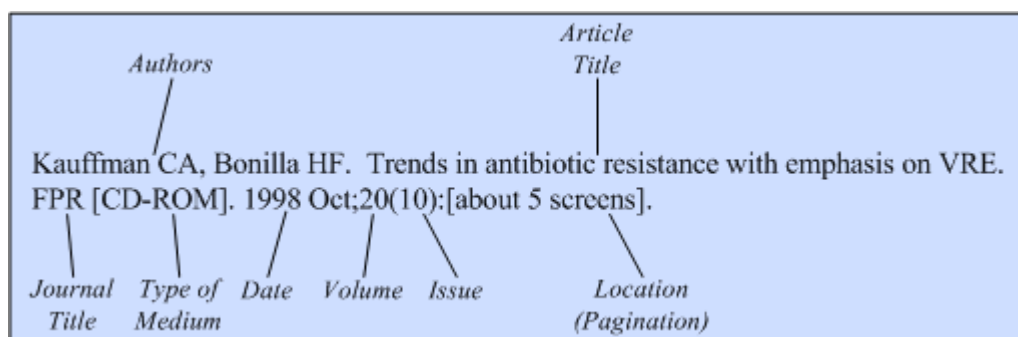 Article
Title
Authors
Kauffman CA, Bonilla HF.  Trends in antibiotic resistance with emphasis on VRE.
FPR [CD-ROM]. 1998 Oct;20(10):[about 5 screens].
Journal Title
Type of Medium
Date
Volume
Issue
Location (Pagination)